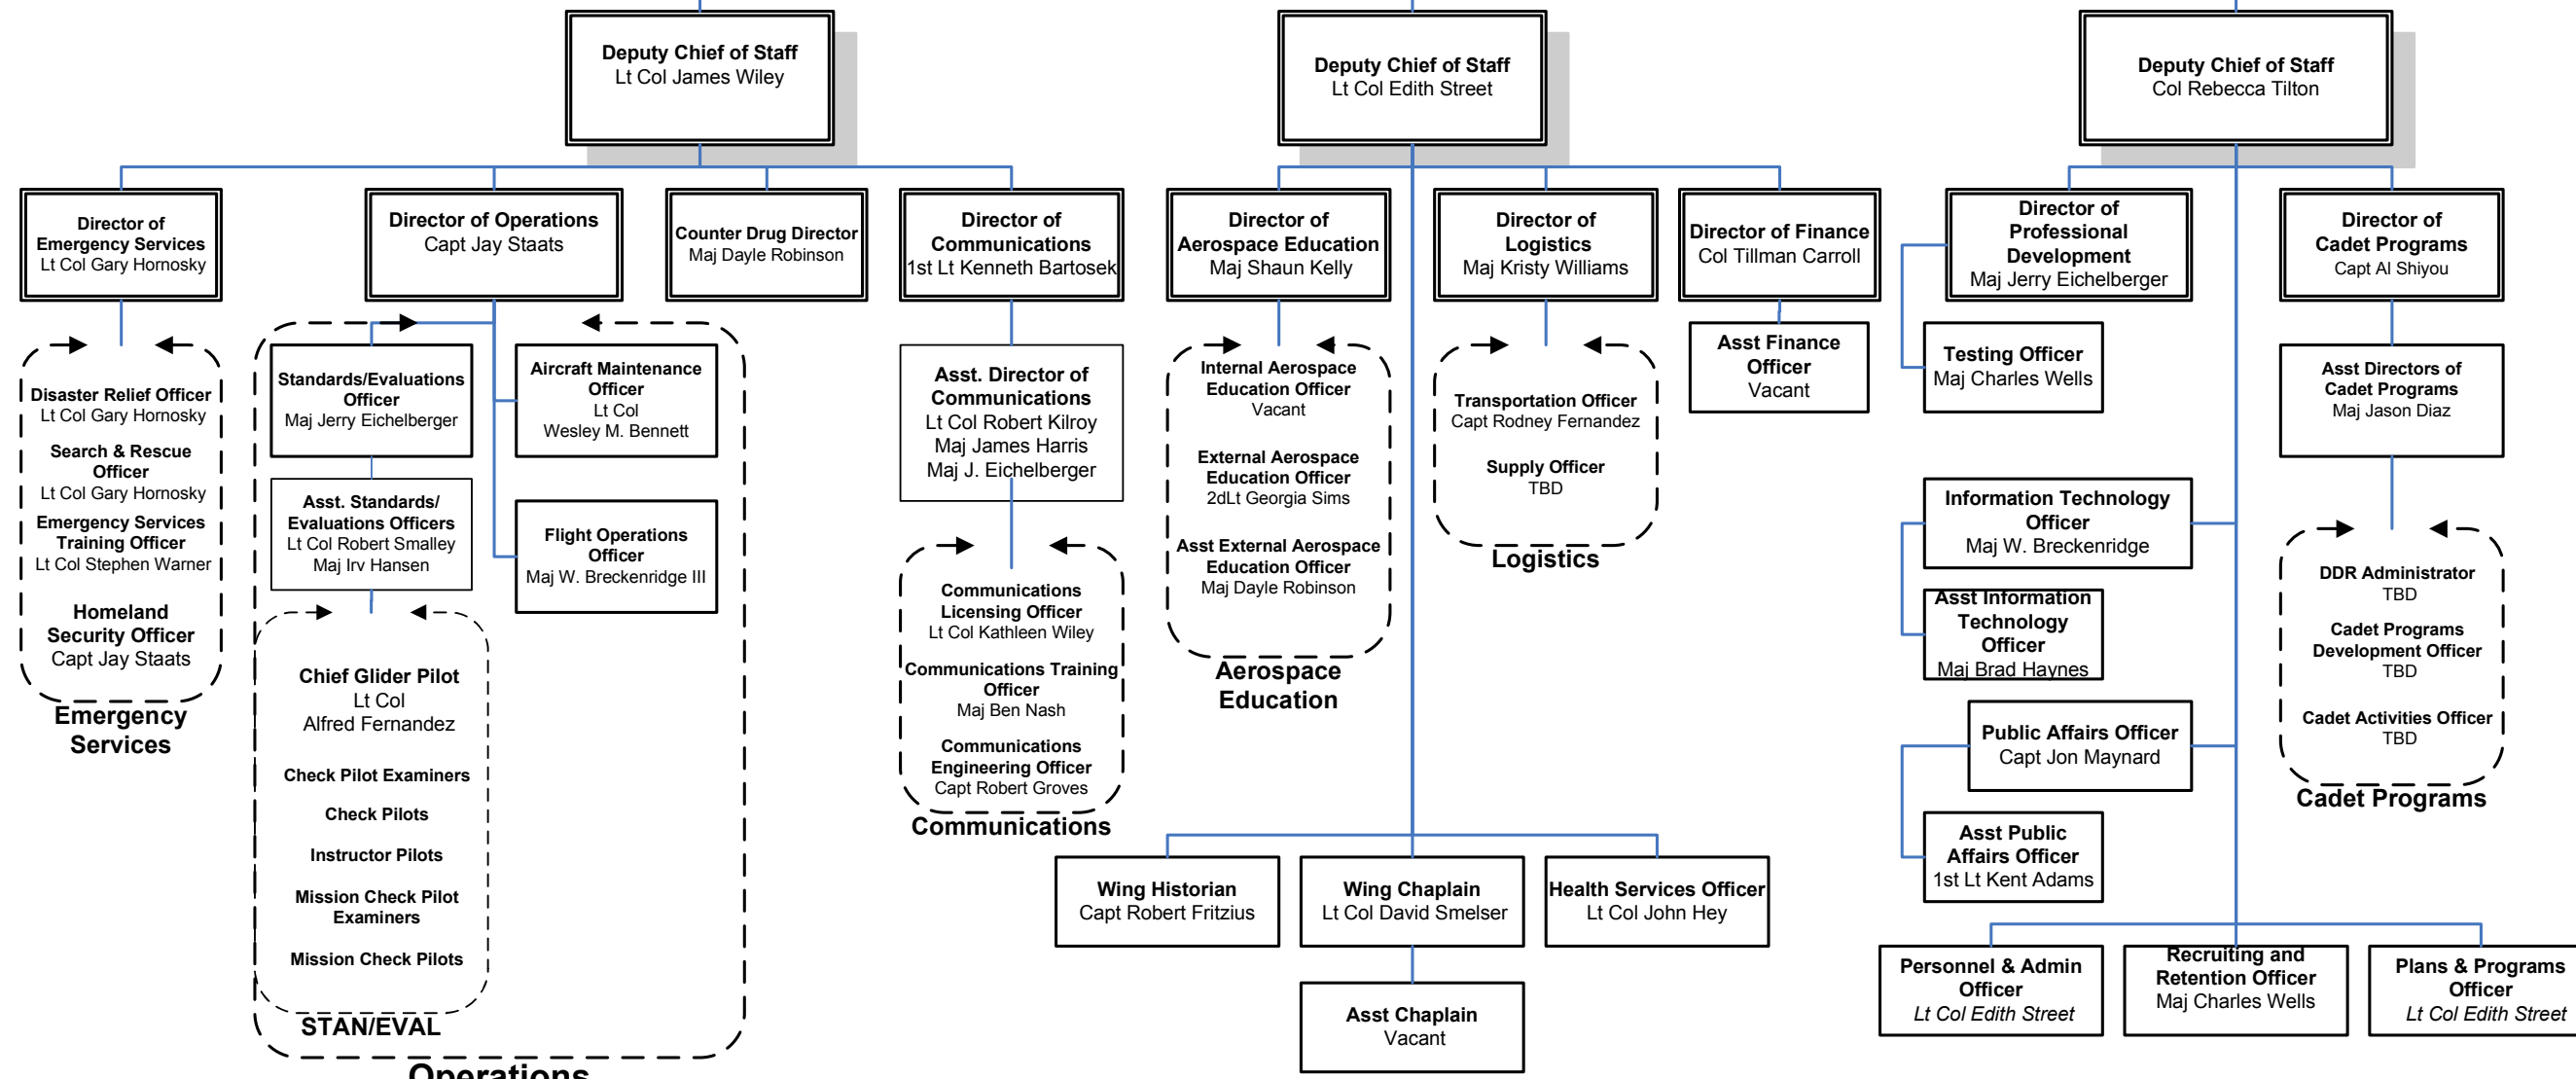 Deputy Chief of Staff
Lt Col James Wiley
Deputy Chief of Staff
Lt Col Edith Street
Deputy Chief of Staff
Col Rebecca Tilton
Director of
Emergency Services
Lt Col Gary Hornosky
Director of Operations
Capt Jay Staats
Counter Drug Director
Maj Dayle Robinson
Director of
Communications
1st Lt Kenneth Bartosek
Director of
Aerospace Education
Maj Shaun Kelly
Director of
Logistics
Maj Kristy Williams
Director of Finance
Col Tillman Carroll
Director of
Professional
Development
Maj Jerry Eichelberger
Director of
Cadet Programs
Capt Al Shiyou
Disaster Relief Officer
Lt Col Gary Hornosky
Search & Rescue
Officer
Lt Col Gary Hornosky
Emergency Services
Training Officer
Lt Col Stephen Warner
Homeland
Security Officer
Capt Jay Staats
Emergency
Services
Standards/Evaluations
Officer
Maj Jerry Eichelberger
Asst. Standards/
Evaluations Officers
Lt Col Robert Smalley
Maj Irv Hansen
Chief Glider Pilot
Lt Col
Alfred Fernandez
Check Pilot Examiners
Check Pilots
Instructor Pilots
Mission Check Pilot
Examiners
Mission Check Pilots
STAN/EVAL
Aircraft Maintenance
Officer
Lt Col
Wesley M. Bennett
Flight Operations
Officer
Maj W. Breckenridge III
Operations
Asst. Director of
Communications
Lt Col Robert Kilroy
Maj James Harris
Maj J. Eichelberger
Communications
Licensing Officer
Lt Col Kathleen Wiley
Communications Training
Officer
Maj Ben Nash
Communications
Engineering Officer
Capt Robert Groves
Communications
Internal Aerospace
Education Officer
Vacant
External Aerospace
Education Officer
2dLt Georgia Sims
Asst External Aerospace
Education Officer
Maj Dayle Robinson
Aerospace
Education
Transportation Officer
Capt Rodney Fernandez
Supply Officer
TBD
Logistics
Asst Finance
Officer
Vacant
Wing Historian
Capt Robert Fritzius
Wing Chaplain
Lt Col David Smelser
Health Services Officer
Lt Col John Hey
Asst Chaplain
Vacant
Testing Officer
Maj Charles Wells
Information Technology
Officer
Maj W. Breckenridge
Asst Information
Technology
Officer
Maj Brad Haynes
Public Affairs Officer
Capt Jon Maynard
Asst Public
Affairs Officer
1st Lt Kent Adams
Asst Directors of
Cadet Programs
Maj Jason Diaz
DDR Administrator
TBD
Cadet Programs
Development Officer
TBD
Cadet Activities Officer
TBD
Cadet Programs
Personnel & Admin
Officer
Lt Col Edith Street
Recruiting and
Retention Officer
Maj Charles Wells
Plans & Programs
Officer
Lt Col Edith Street